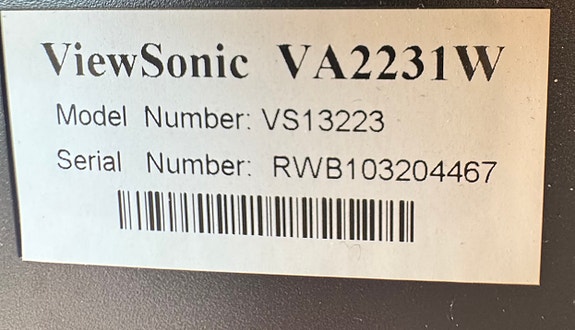 ViewSonic VA2231W
Model Number: VS13223
Serial Number: RWB103204467